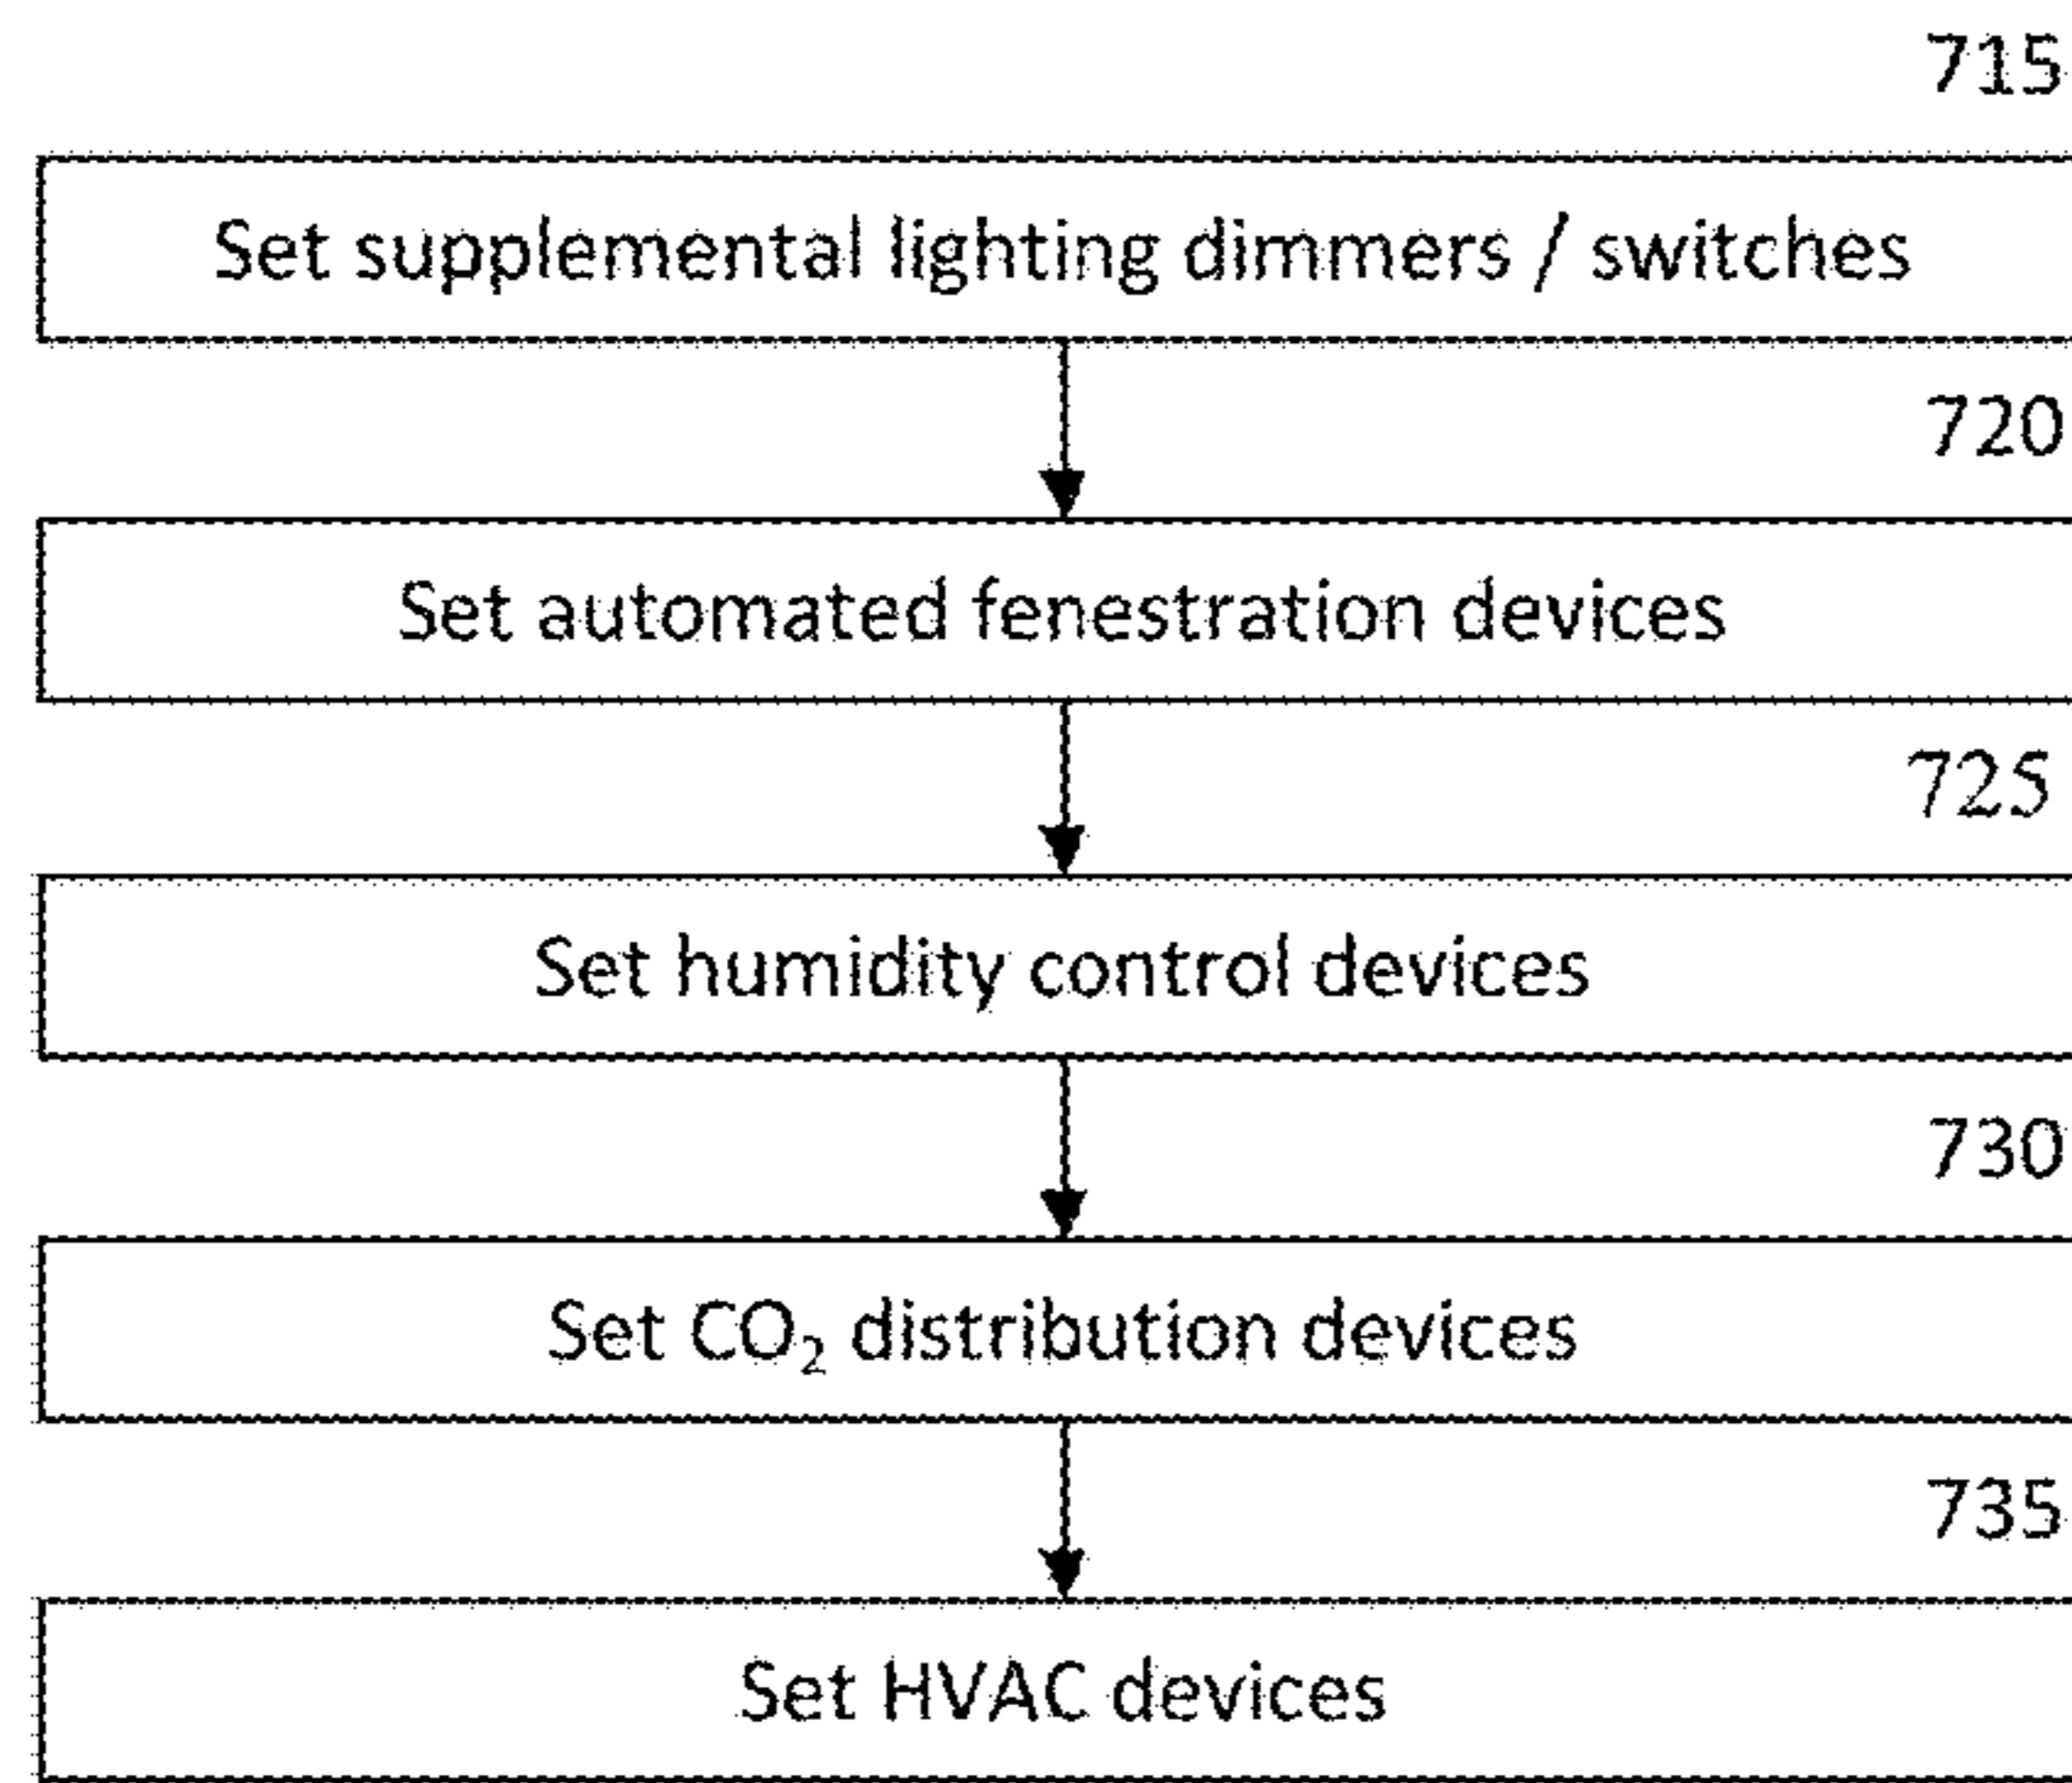 715
Set supplemental lighting dimmers / switches
720
Set automated fenestration devices
725
Set humidity control devices
730
Set CO₂ distribution devices
735
Set HVAC devices